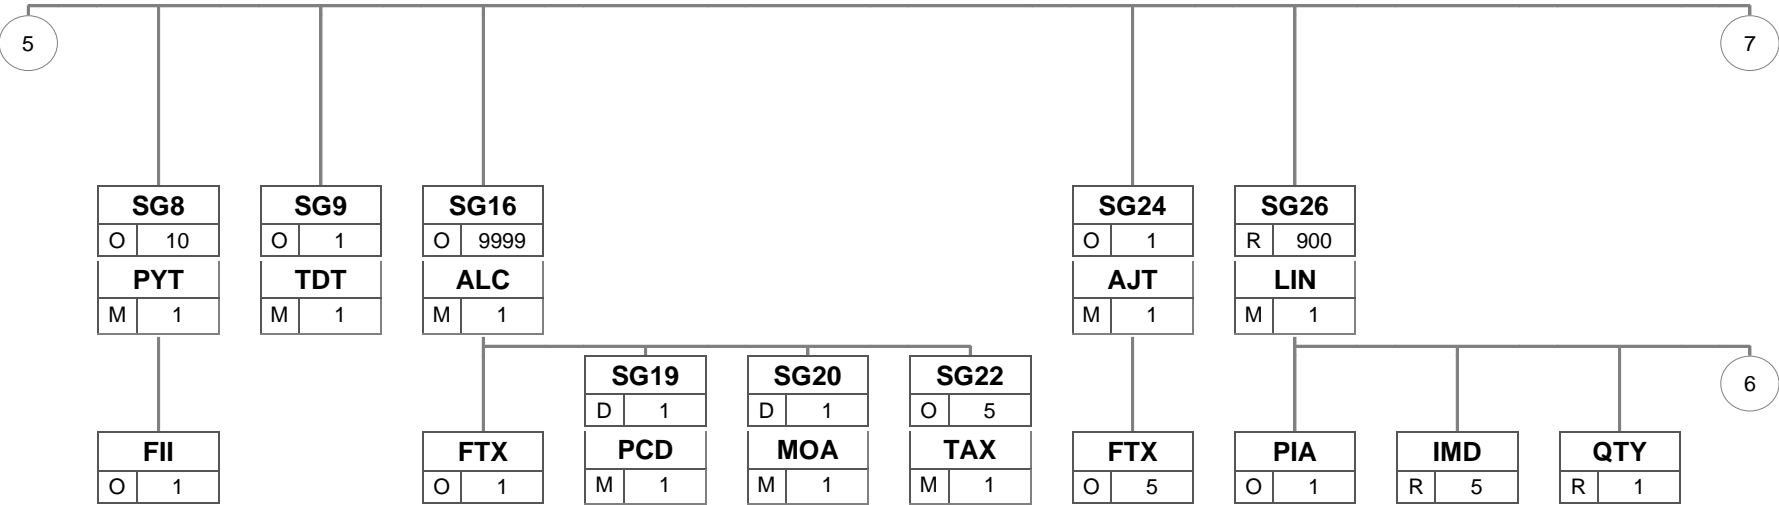 5 7
SG8 SG9 SG16 SG24 SG26
O 10 O 1 O 9999 O 1 R 900
PYT TDT ALC AJT LIN
M 1 M 1 M 1 M 1 M 1
SG19 SG20 SG22 6
D 1 D 1 O 5
FII FTX PCD MOA TAX FTX PIA IMD QTY
O 1 O 1 M 1 M 1 M 1 O 5 O 1 R 5 R 1